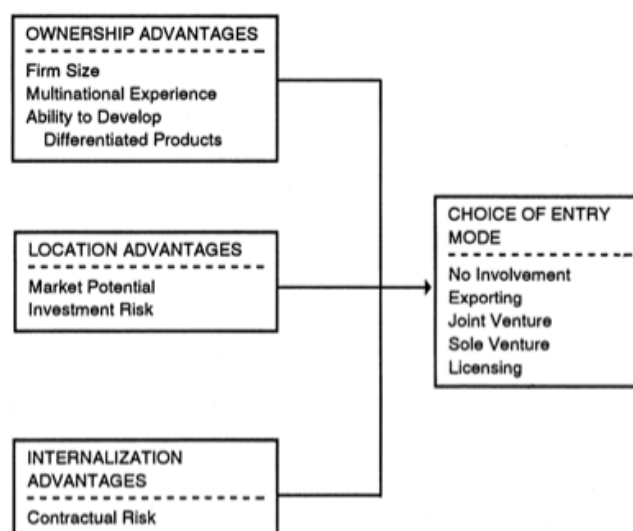 OWNERSHIP ADVANTAGES
Firm Size
Multinational Experience
Ability to Develop
Differentiated Products
LOCATION ADVANTAGES
Market Potential
Investment Risk
INTERNALIZATION
ADVANTAGES
Contractual Risk
CHOICE OF ENTRY
MODE
No Involvement
Exporting
Joint Venture
Sole Venture
Licensing